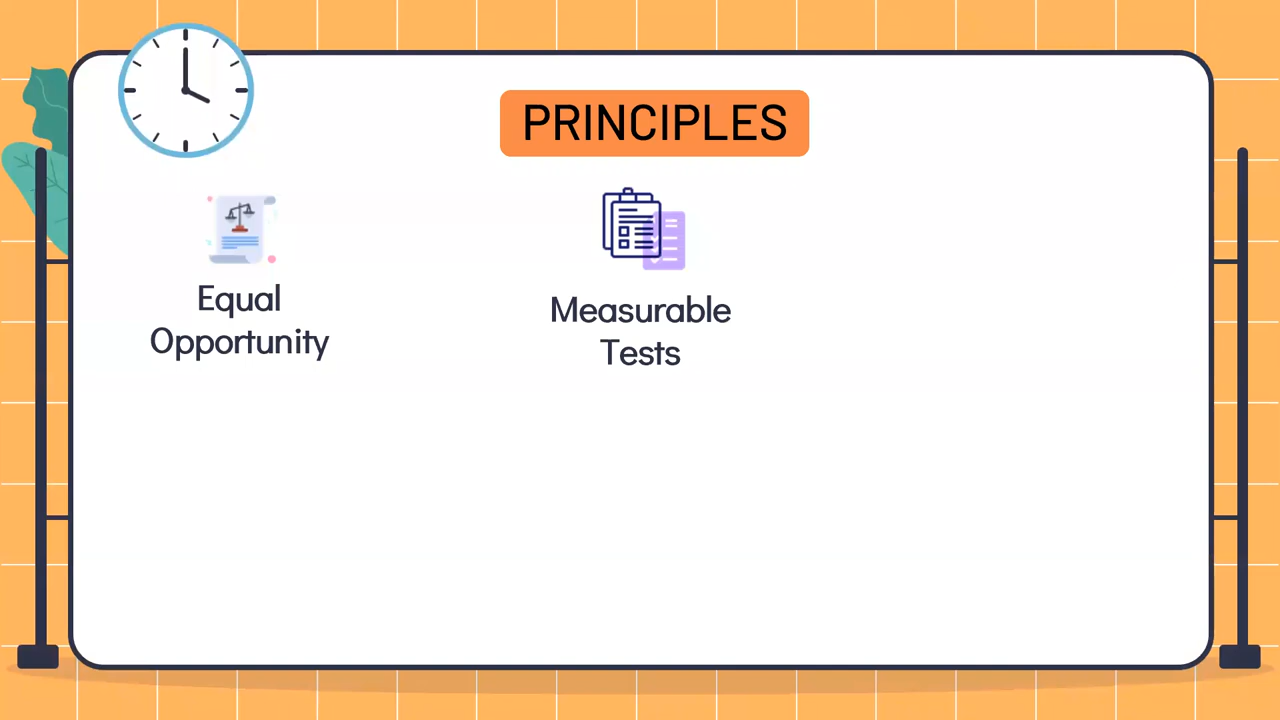 PRINCIPLES
Equal
Opportunity
Measurable
Tests